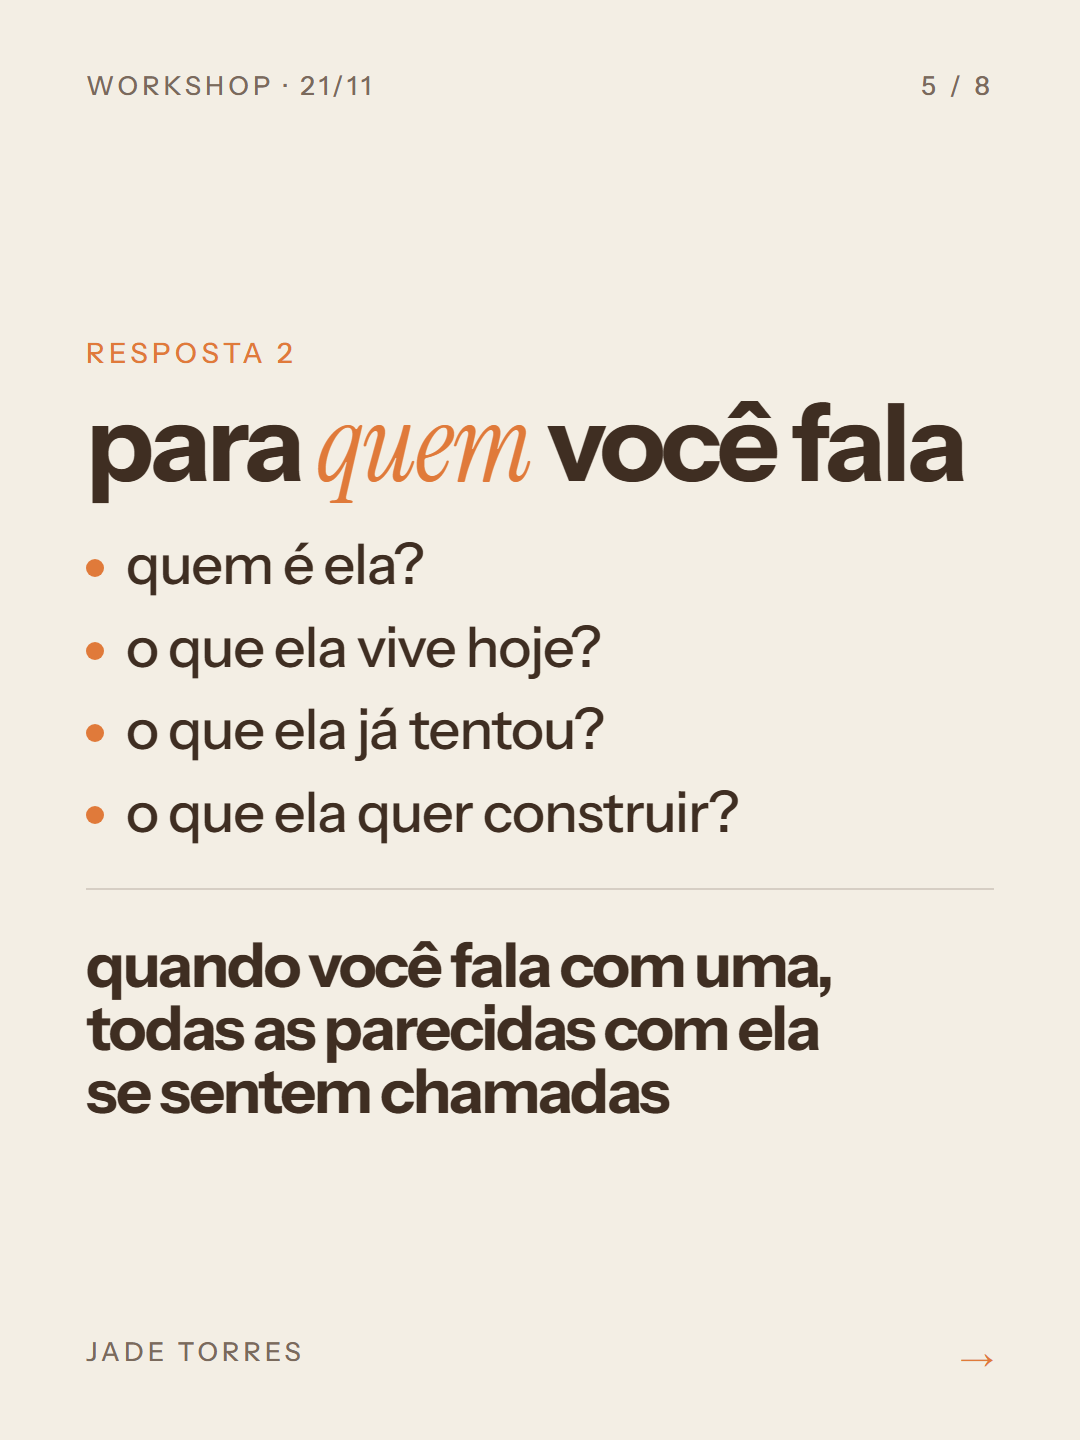 WORKSHOP · 21/11
5 / 8
RESPOSTA 2
para quem você fala
• quem é ela?
• o que ela vive hoje?
• o que ela já tentou?
• o que ela quer construir?
quando você fala com uma,
todas as parecidas com ela
se sentem chamadas
JADE TORRES
→